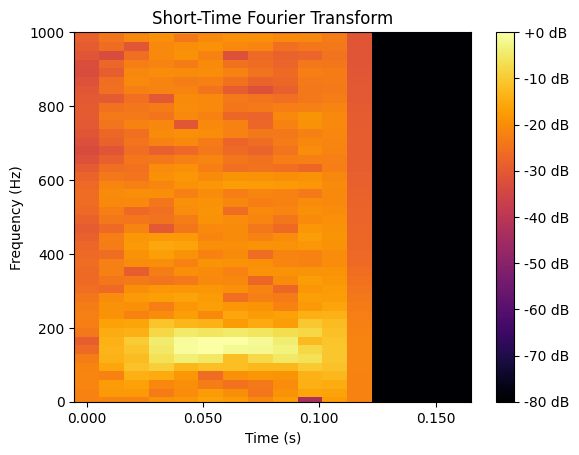 Short-Time Fourier Transform
1000
800
600
400
200
0
Frequency (Hz)
0.000
0.050
0.100
0.150
Time (s)
+0 dB
-10 dB
-20 dB
-30 dB
-40 dB
-50 dB
-60 dB
-70 dB
-80 dB